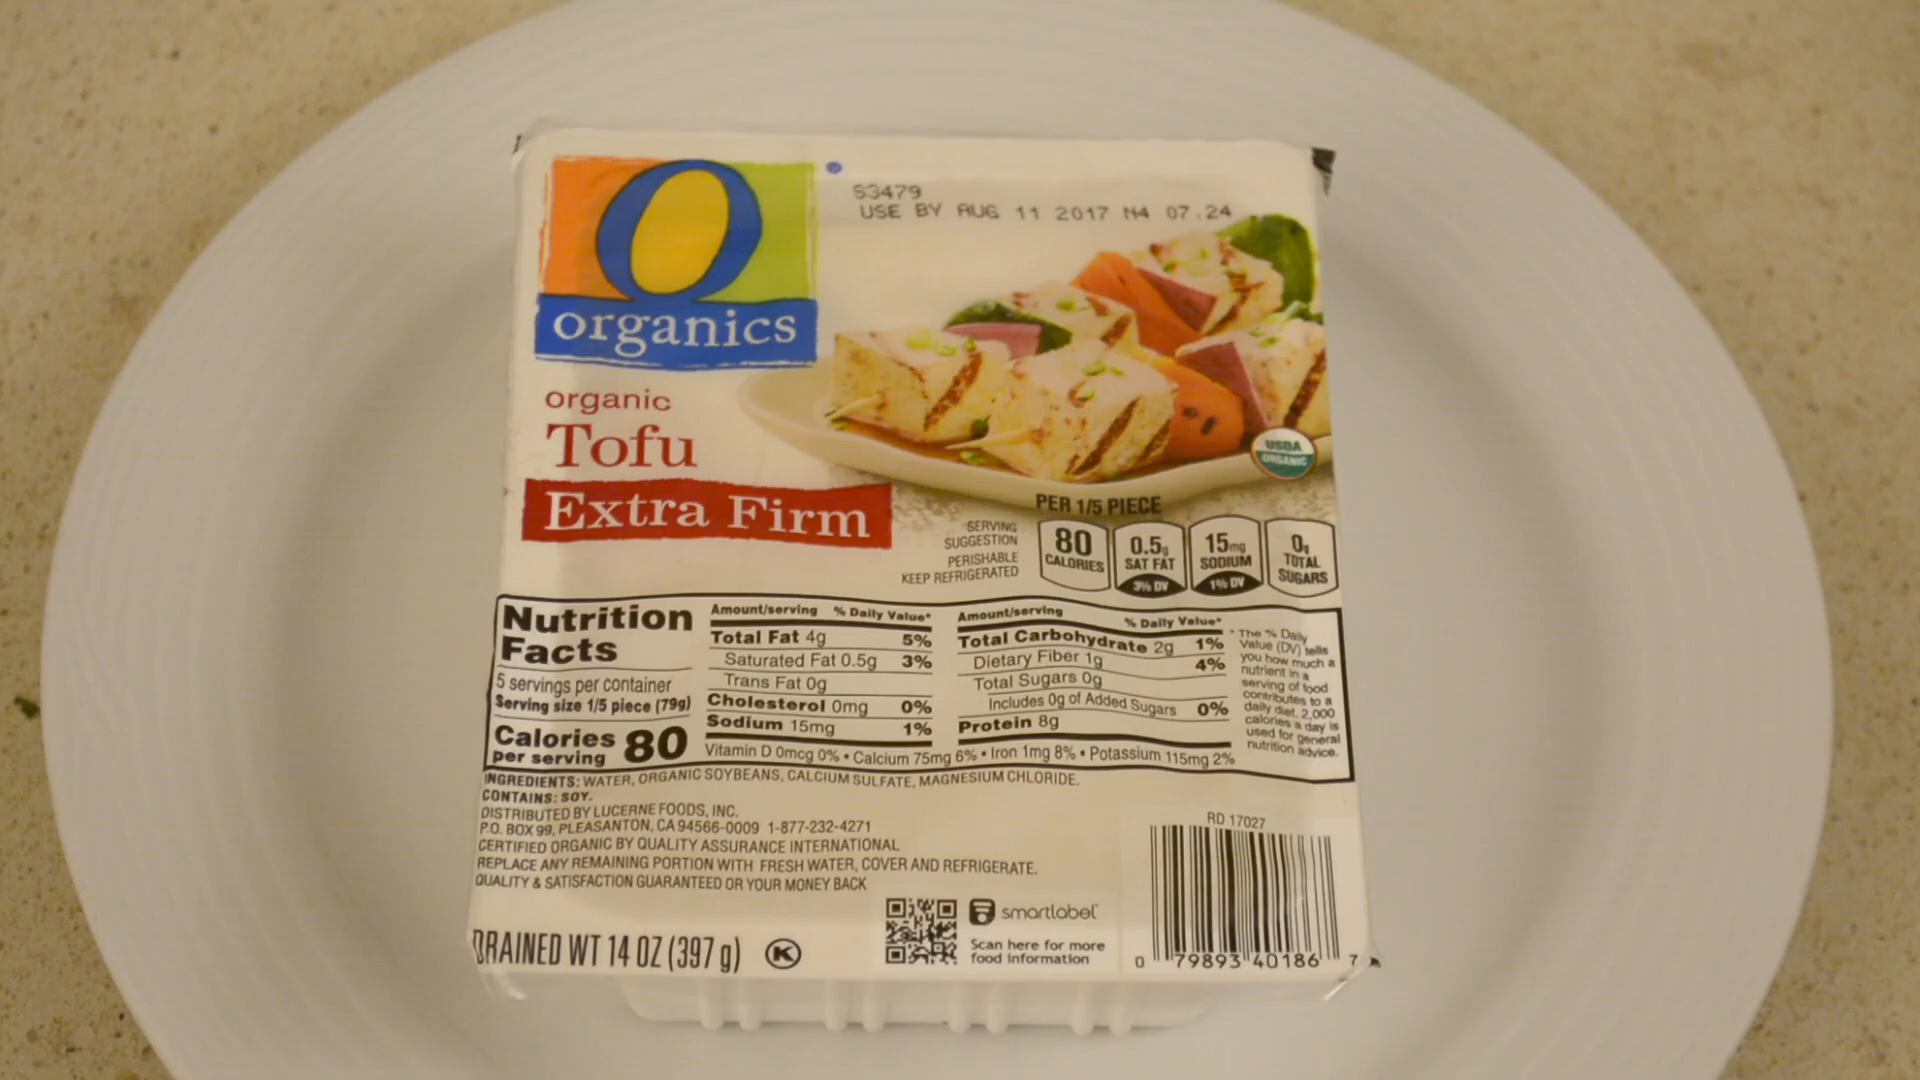 O
organics
®
S3479
USE BY AUG 11 2017 N4 07.24
organic
Tofu
Extra Firm
USDA
ORGANIC
SERVING
SUGGESTION
PERISHABLE
KEEP REFRIGERATED
PER 1/5 PIECE
80
CALORIES
0.5g
SAT FAT
3% DV
15mg
SODIUM
1% DV
0g
TOTAL
SUGARS
Nutrition
Facts
5 servings per container
Serving size 1/5 piece (79g)
Calories 80
per serving
Amount/serving % Daily Value*
Total Fat 4g 5%
Saturated Fat 0.5g 3%
Trans Fat 0g
Cholesterol 0mg 0%
Sodium 15mg 1%
Amount/serving % Daily Value*
Total Carbohydrate 2g 1%
Dietary Fiber 1g 4%
Total Sugars 0g
Includes 0g of Added Sugars 0%
Protein 8g
Vitamin D 0mcg 0% • Calcium 75mg 6% • Iron 1mg 8% • Potassium 115mg 2%
* The % Daily
Value (DV) tells
you how much a
nutrient in a
serving of food
contributes to a
daily diet. 2,000
calories a day is
used for general
nutrition advice.
INGREDIENTS: WATER, ORGANIC SOYBEANS, CALCIUM SULFATE, MAGNESIUM CHLORIDE.
CONTAINS: SOY.
DISTRIBUTED BY LUCERNE FOODS, INC.
P.O. BOX 99, PLEASANTON, CA 94566-0009 1-877-232-4271
CERTIFIED ORGANIC BY QUALITY ASSURANCE INTERNATIONAL
REPLACE ANY REMAINING PORTION WITH FRESH WATER, COVER AND REFRIGERATE.
QUALITY & SATISFACTION GUARANTEED OR YOUR MONEY BACK
DRAINED WT 14 OZ (397 g)
K
smartlabel
Scan here for more
food information
RD 17027
0 79893 40186 7